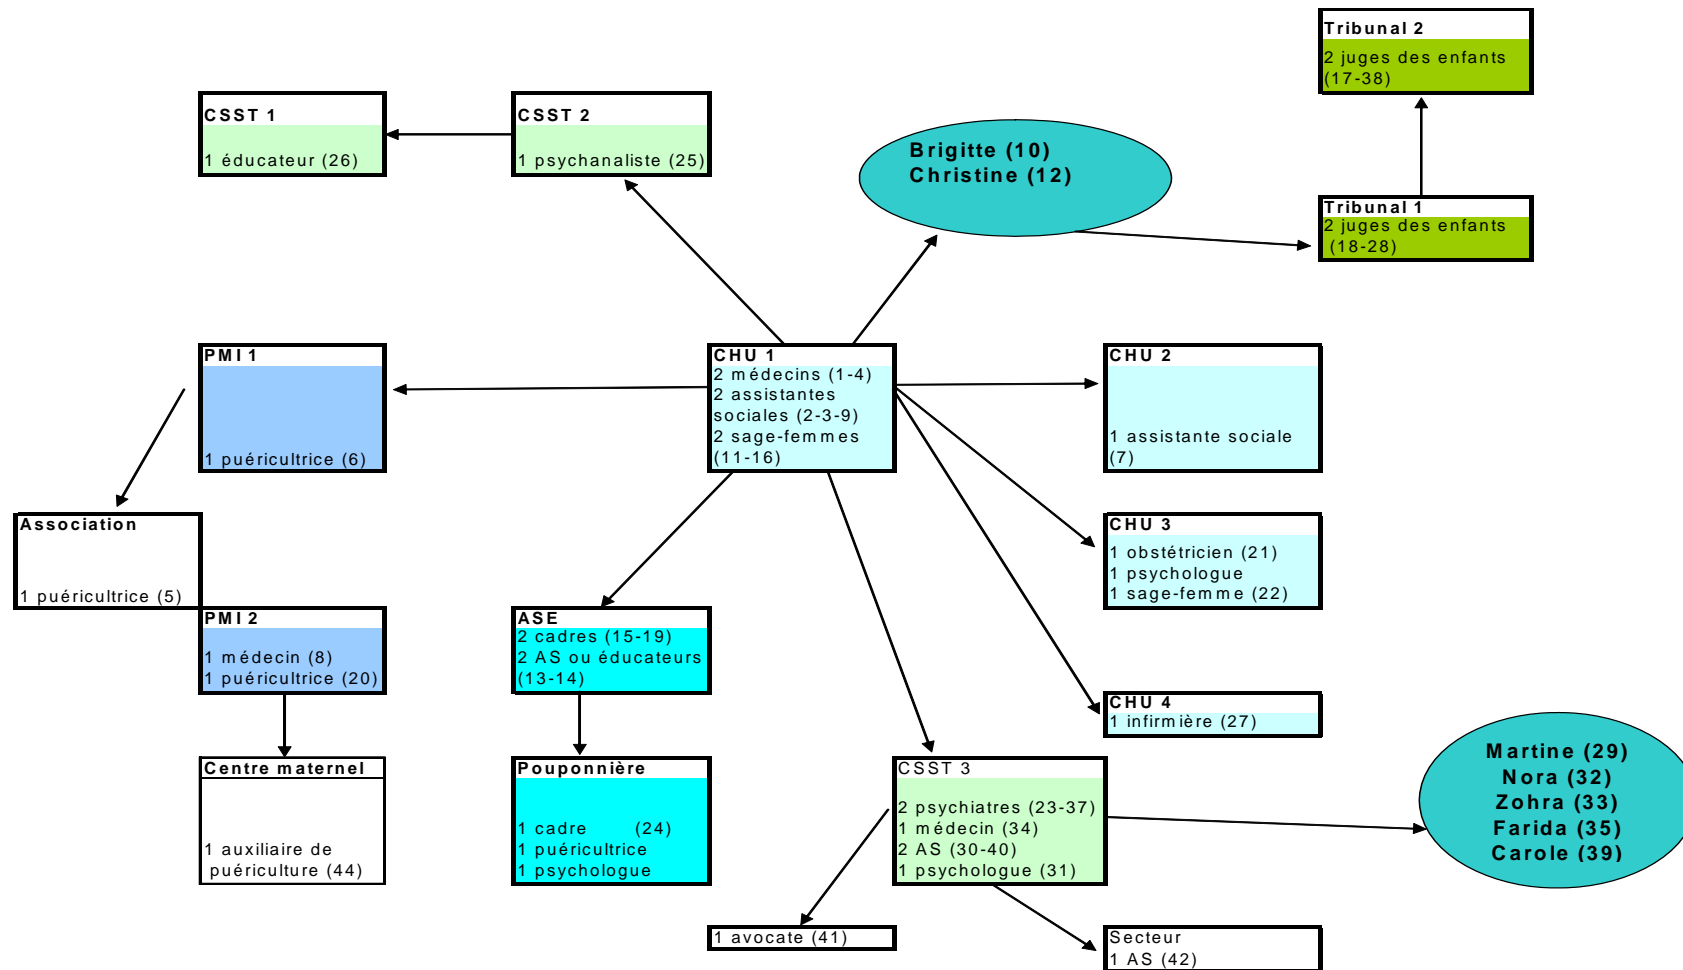 Tribunal 2
2 juges des enfants
(17-38)
CSST 1
1 éducateur (26)
CSST 2
1 psychanaliste (25)
Brigitte (10)
Christine (12)
Tribunal 1
2 juges des enfants
(18-28)
PMI 1
1 puéricultrice (6)
CHU 1
2 médecins (1-4)
2 assistantes
sociales (2-3-9)
2 sage-femmes
(11-16)
CHU 2
1 assistante sociale
(7)
Association
1 puéricultrice (5)
CHU 3
1 obstétricien (21)
1 psychologue
1 sage-femme (22)
PMI 2
1 médecin (8)
1 puéricultrice (20)
ASE
2 cadres (15-19)
2 AS ou éducateurs
(13-14)
CHU 4
1 infirmière (27)
Centre maternel
1 auxiliaire de
puériculture (44)
Pouponnière
1 cadre (24)
1 puéricultrice
1 psychologue
CSST 3
2 psychiatres (23-37)
1 médecin (34)
2 AS (30-40)
1 psychologue (31)
Martine (29)
Nora (32)
Zohra (33)
Farida (35)
Carole (39)
1 avocate (41)
Secteur
1 AS (42)